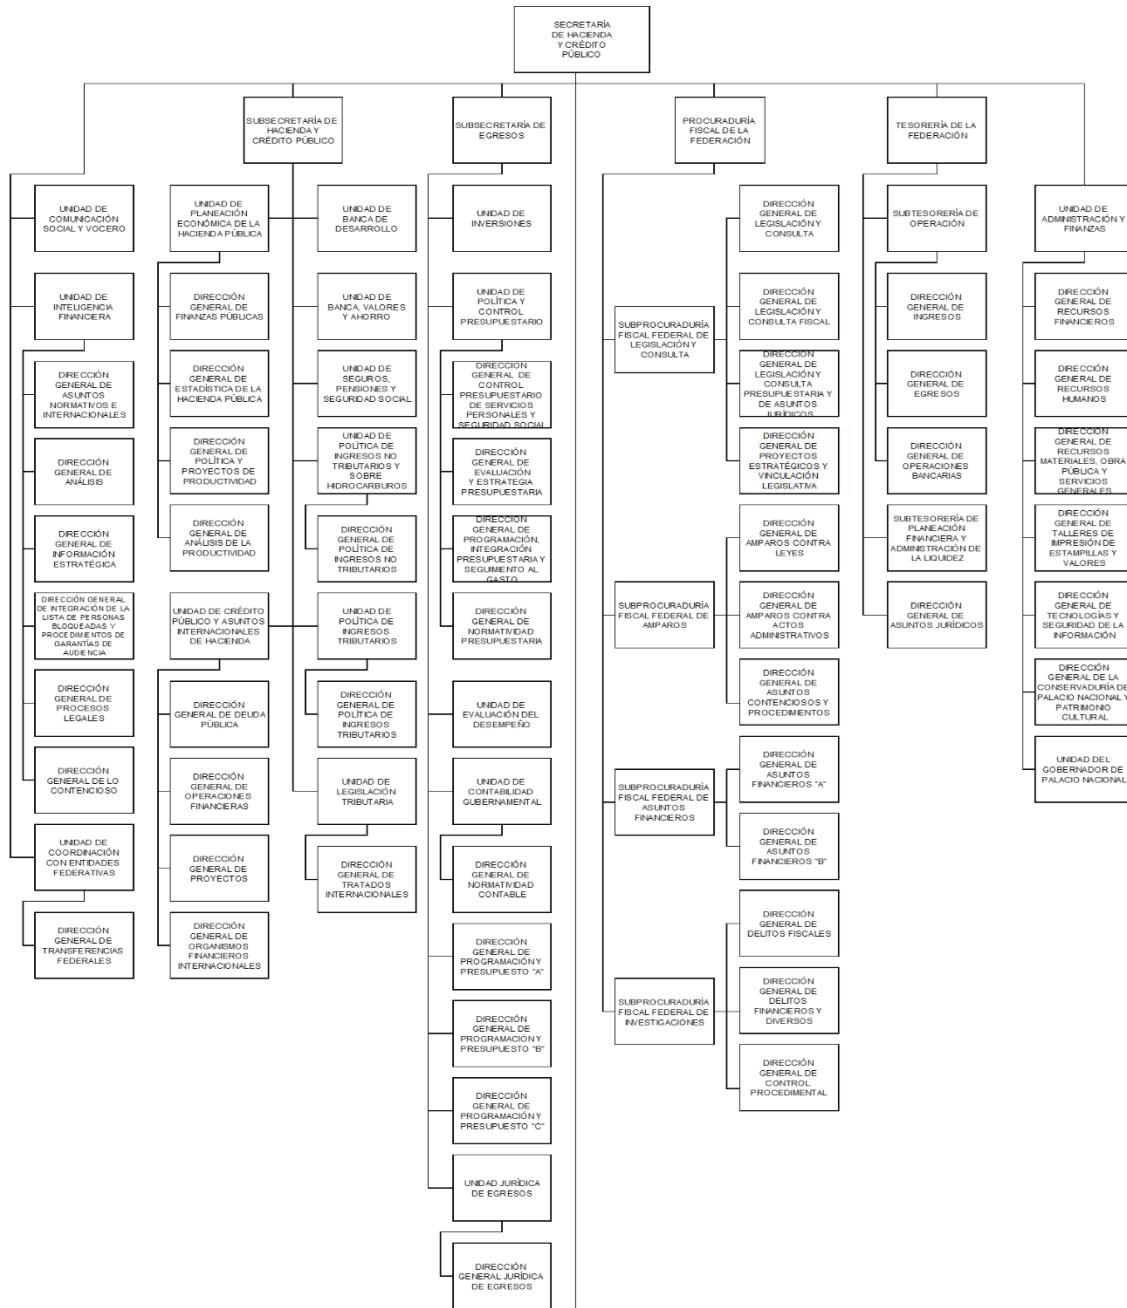 SECRETARÍA
DE HACIENDA
Y CRÉDITO
PÚBLICO
SUBSECRETARÍA DE
HACIENDA Y
CRÉDITO PÚBLICO
SUBSECRETARÍA DE
EGRESOS
PROCURADURÍA
FISCAL DE LA
FEDERACIÓN
TESORERÍA DE LA
FEDERACIÓN
UNIDAD DE
COMUNICACIÓN
SOCIAL Y VOCERO
UNIDAD DE
INTELIGENCIA
FINANCIERA
DIRECCIÓN
GENERAL DE
ASUNTOS
NORMATIVOS E
INTERNACIONALES
DIRECCIÓN
GENERAL DE
ANÁLISIS
DIRECCIÓN
GENERAL DE
INFORMACIÓN
ESTRATÉGICA
DIRECCIÓN GENERAL
DE INTEGRACIÓN DE LA
LISTA DE PERSONAS
BLOQUEADAS Y
PROCEDIMIENTOS DE
GARANTÍAS DE
AUDIENCIA
DIRECCIÓN
GENERAL DE
PROCESOS
LEGALES
DIRECCIÓN
GENERAL DE LO
CONTENCIOSO
UNIDAD DE
COORDINACIÓN
CON ENTIDADES
FEDERATIVAS
DIRECCIÓN
GENERAL DE
TRANSFERENCIAS
FEDERALES
UNIDAD DE
PLANEACIÓN
ECONÓMICA DE LA
HACIENDA PÚBLICA
DIRECCIÓN
GENERAL DE
FINANZAS PÚBLICAS
DIRECCIÓN
GENERAL DE
ESTADÍSTICA DE LA
HACIENDA PÚBLICA
DIRECCIÓN
GENERAL DE
POLÍTICA Y
PROYECTOS DE
PRODUCTIVIDAD
DIRECCIÓN
GENERAL DE
ANÁLISIS DE LA
PRODUCTIVIDAD
UNIDAD DE CRÉDITO
PÚBLICO Y ASUNTOS
INTERNACIONALES
DE HACIENDA
DIRECCIÓN
GENERAL DE DEUDA
PÚBLICA
DIRECCIÓN
GENERAL DE
OPERACIONES
FINANCIERAS
DIRECCIÓN
GENERAL DE
PROYECTOS
DIRECCIÓN
GENERAL DE
ORGANISMOS
FINANCIEROS
INTERNACIONALES
UNIDAD DE
BANCA DE
DESARROLLO
UNIDAD DE
BANCA, VALORES
Y AHORRO
UNIDAD DE
SEGUROS,
PENSIONES Y
SEGURIDAD SOCIAL
UNIDAD DE
POLÍTICA DE
INGRESOS NO
TRIBUTARIOS Y
SOBRE
HIDROCARBUROS
DIRECCIÓN
GENERAL DE
POLÍTICA DE
INGRESOS NO
TRIBUTARIOS
UNIDAD DE
POLÍTICA DE
INGRESOS
TRIBUTARIOS
DIRECCIÓN
GENERAL DE
POLÍTICA DE
INGRESOS
TRIBUTARIOS
UNIDAD DE
LEGISLACIÓN
TRIBUTARIA
DIRECCIÓN
GENERAL DE
TRATADOS
INTERNACIONALES
UNIDAD DE
INVERSIONES
UNIDAD DE
POLÍTICA Y
CONTROL
PRESUPUESTARIO
DIRECCIÓN
GENERAL DE
CONTROL
PRESUPUESTARIO
DE SERVICIOS
PERSONALES Y
SEGURIDAD SOCIAL
DIRECCIÓN
GENERAL DE
EVALUACIÓN
Y ESTRATEGIA
PRESUPUESTARIA
DIRECCIÓN
GENERAL DE
PROGRAMACIÓN,
INTEGRACIÓN
PRESUPUESTARIA Y
SEGUIMIENTO AL
GASTO
DIRECCIÓN
GENERAL DE
NORMATIVIDAD
PRESUPUESTARIA
UNIDAD DE
EVALUACIÓN DEL
DESEMPEÑO
UNIDAD DE
CONTABILIDAD
GUBERNAMENTAL
DIRECCIÓN
GENERAL DE
NORMATIVIDAD
CONTABLE
DIRECCIÓN
GENERAL DE
PROGRAMACIÓN Y
PRESUPUESTO "A"
DIRECCIÓN
GENERAL DE
PROGRAMACIÓN Y
PRESUPUESTO "B"
DIRECCIÓN
GENERAL DE
PROGRAMACIÓN Y
PRESUPUESTO "C"
UNIDAD JURÍDICA
DE EGRESOS
DIRECCIÓN
GENERAL JURÍDICA
DE EGRESOS
SUBPROCURADURÍA
FISCAL FEDERAL DE
LEGISLACIÓN Y
CONSULTA
DIRECCIÓN
GENERAL DE
LEGISLACIÓN Y
CONSULTA
DIRECCIÓN
GENERAL DE
LEGISLACIÓN Y
CONSULTA FISCAL
DIRECCIÓN
GENERAL DE
LEGISLACIÓN Y
CONSULTA
PRESUPUESTARIA Y
DE ASUNTOS
JURÍDICOS
DIRECCIÓN
GENERAL DE
PROYECTOS
ESTRATÉGICOS Y
VINCULACIÓN
LEGISLATIVA
SUBPROCURADURÍA
FISCAL FEDERAL DE
AMPAROS
DIRECCIÓN
GENERAL DE
AMPAROS CONTRA
LEYES
DIRECCIÓN
GENERAL DE
AMPAROS CONTRA
ACTOS
ADMINISTRATIVOS
DIRECCIÓN
GENERAL DE
ASUNTOS
CONTENCIOSOS Y
PROCEDIMIENTOS
SUBPROCURADURÍA
FISCAL FEDERAL DE
ASUNTOS
FINANCIEROS
DIRECCIÓN
GENERAL DE
ASUNTOS
FINANCIEROS "A"
DIRECCIÓN
GENERAL DE
ASUNTOS
FINANCIEROS "B"
SUBPROCURADURÍA
FISCAL FEDERAL DE
INVESTIGACIONES
DIRECCIÓN
GENERAL DE
DELITOS FISCALES
DIRECCIÓN
GENERAL DE
DELITOS
FINANCIEROS Y
DIVERSOS
DIRECCIÓN
GENERAL DE
CONTROL
PROCEDIMENTAL
SUBTESORERÍA DE
OPERACIÓN
DIRECCIÓN
GENERAL DE
INGRESOS
DIRECCIÓN
GENERAL DE
EGRESOS
DIRECCIÓN
GENERAL DE
OPERACIONES
BANCARIAS
SUBTESORERÍA DE
PLANEACIÓN
FINANCIERA Y
ADMINISTRACIÓN DE
LA LIQUIDEZ
DIRECCIÓN
GENERAL DE
ASUNTOS JURÍDICOS
UNIDAD DE
ADMINISTRACIÓN Y
FINANZAS
DIRECCIÓN
GENERAL DE
RECURSOS
FINANCIEROS
DIRECCIÓN
GENERAL DE
RECURSOS
HUMANOS
DIRECCIÓN
GENERAL DE
RECURSOS
MATERIALES, OBRA
PÚBLICA Y
SERVICIOS
GENERALES
DIRECCIÓN
GENERAL DE
TALLERES DE
IMPRESIÓN DE
ESTAMPILLAS Y
VALORES
DIRECCIÓN
GENERAL DE
TECNOLOGÍAS Y
SEGURIDAD DE LA
INFORMACIÓN
DIRECCIÓN
GENERAL DE LA
CONSERVADURÍA DE
PALACIO NACIONAL Y
PATRIMONIO
CULTURAL
UNIDAD DEL
GOBERNADOR DE
PALACIO NACIONAL